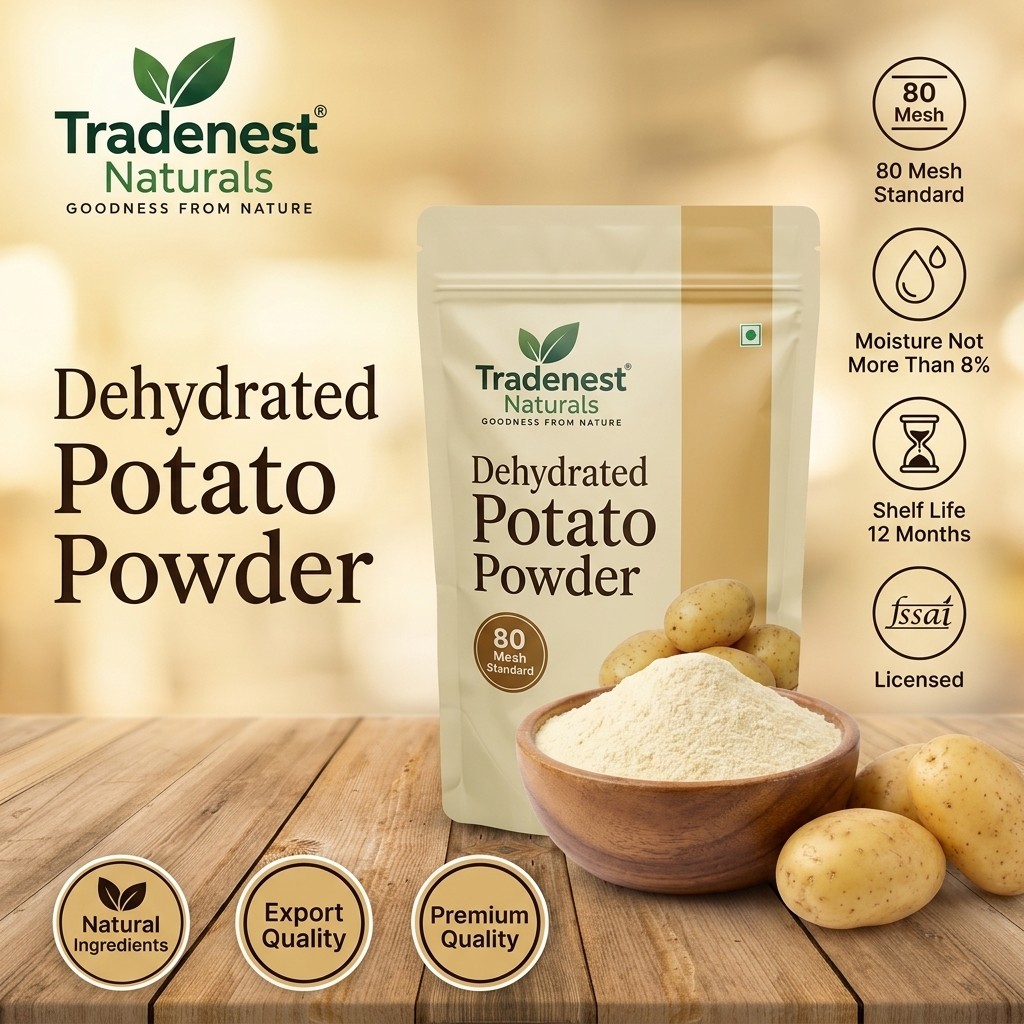 Tradenest®
Naturals
GOODNESS FROM NATURE
Dehydrated
Potato
Powder
Tradenest®
Naturals
GOODNESS FROM NATURE
Dehydrated
Potato
Powder
80
Mesh
Standard
80
Mesh
80 Mesh
Standard
Moisture Not
More Than 8%
Shelf Life
12 Months
fssai
Licensed
Natural
Ingredients
Export
Quality
Premium
Quality